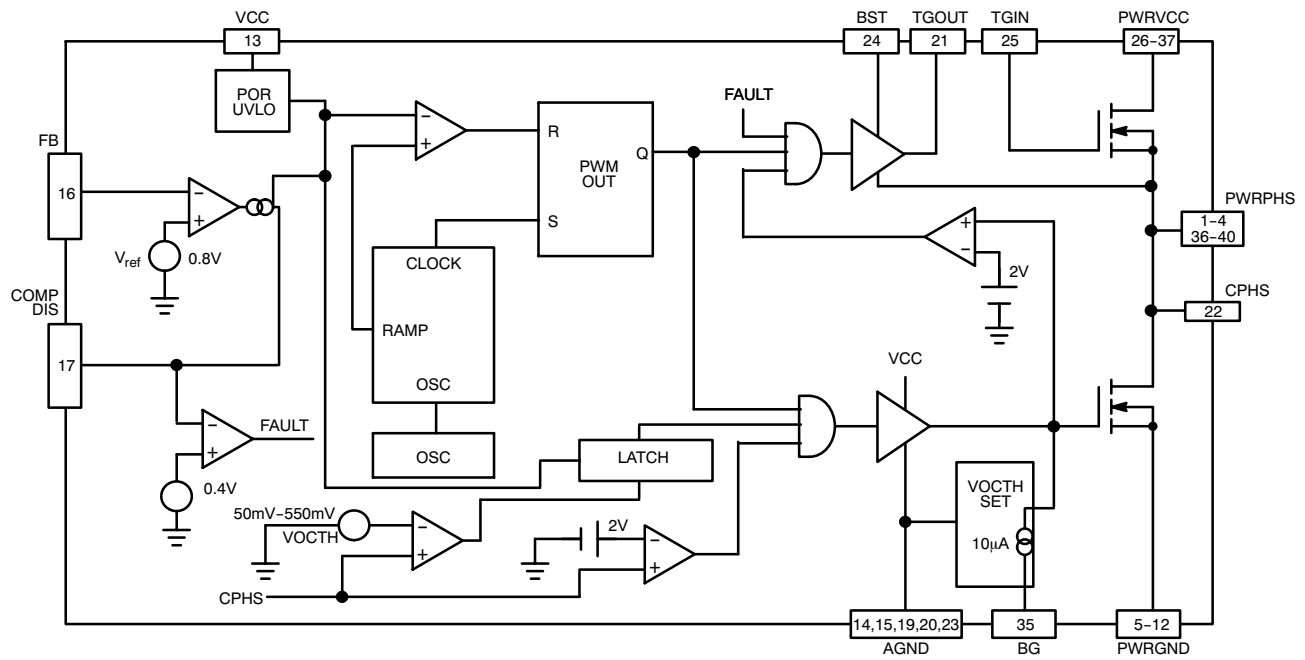 VCC
13
BST
24
TGOUT
21
TGIN
25
PWRVCC
26-37
POR
UVLO
FAULT
FB
16
−
+
Vref
0.8V
−
+
R
S
Q
PWM
OUT
PWRPHS
1-4
36-40
+
−
2V
CLOCK
RAMP
OSC
OSC
COMP
DIS
17
CPHS
22
VCC
−
+
FAULT
0.4V
LATCH
50mV-550mV
VOCTH
−
+
2V
−
+
CPHS
VOCTH
SET
10μA
14,15,19,20,23
AGND
35
BG
5-12
PWRGND